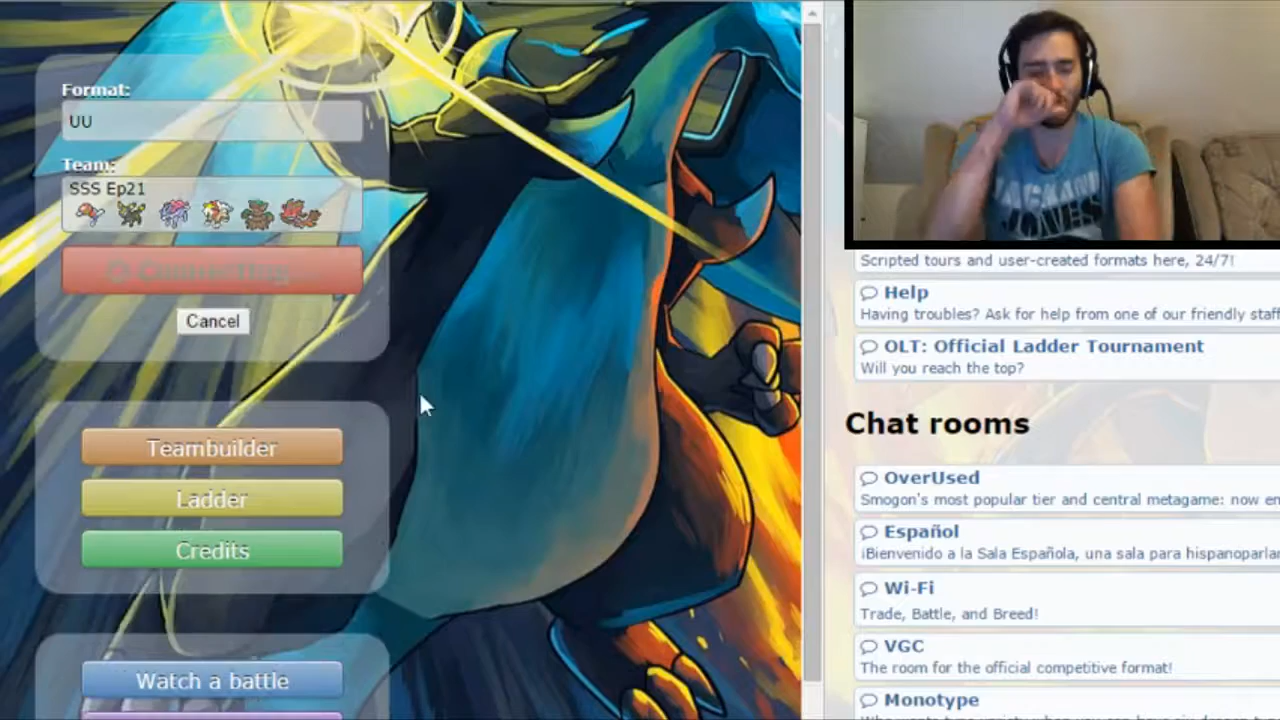 Format:
UU
Team:
SSS Ep21
Connecting...
Cancel
Teambuilder
Ladder
Credits
Watch a battle
Scripted tours and user-created formats here, 24/7!
Help
Having troubles? Ask for help from one of our friendly staff
OLT: Official Ladder Tournament
Will you reach the top?
Chat rooms
OverUsed
Smogon's most popular tier and central metagame: now en
Español
¡Bienvenido a la Sala Española, una sala para hispanoparlan
Wi-Fi
Trade, Battle, and Breed!
VGC
The room for the official competitive format!
Monotype